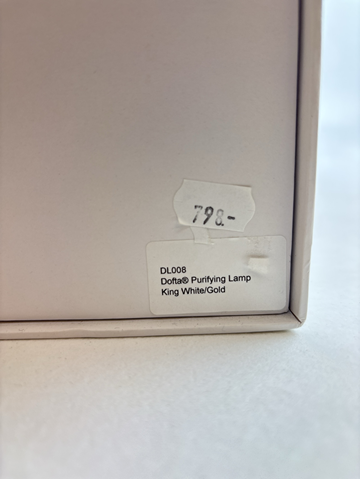 798.-
DL008
Dofta® Purifying Lamp
King White/Gold